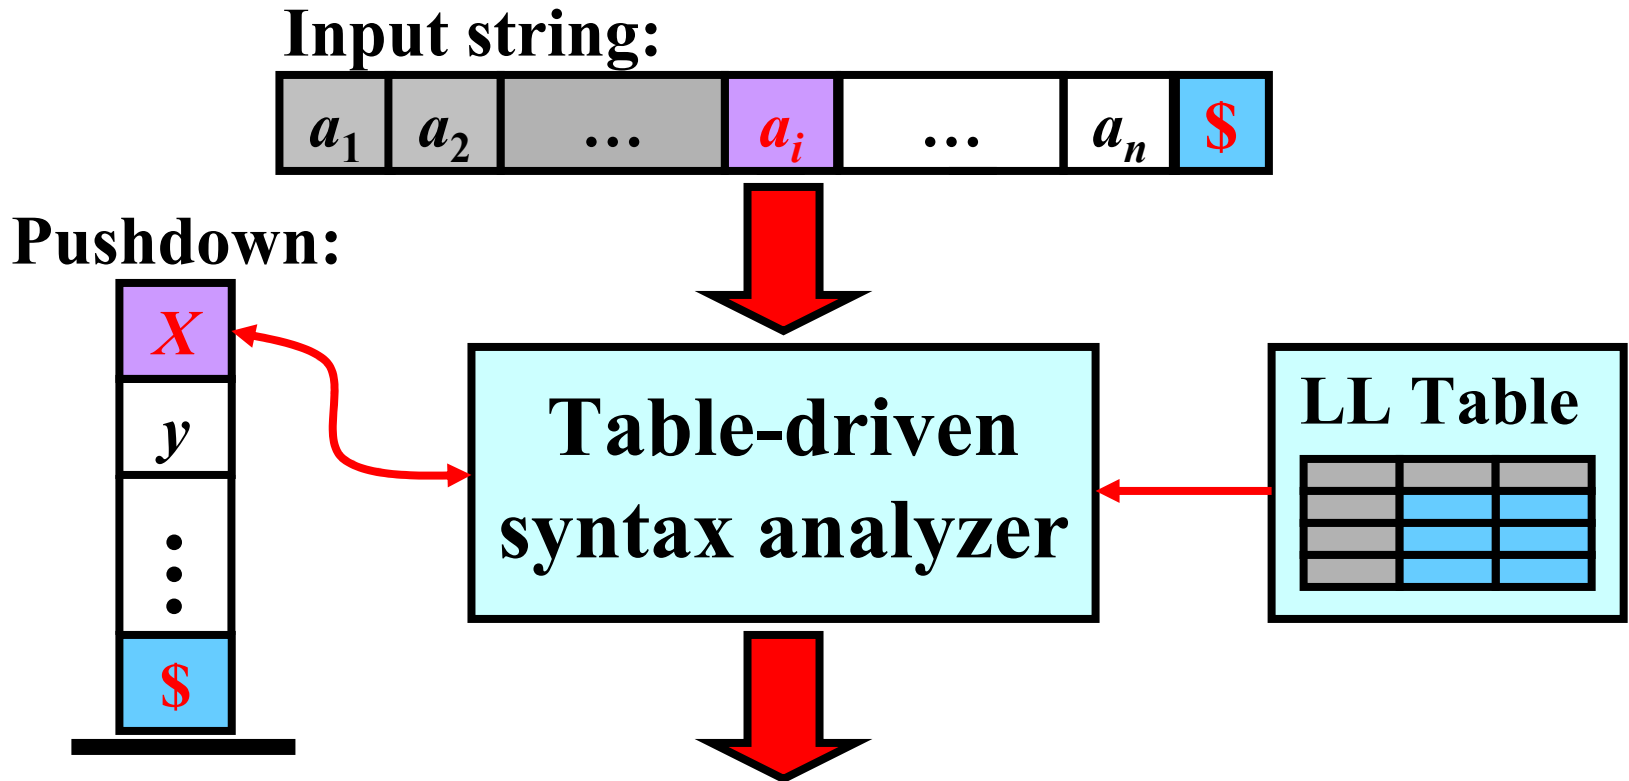 Input string:
a1 a2 … ai … an $
Pushdown:
X
y
⋮
$
Table-driven
syntax analyzer
LL Table